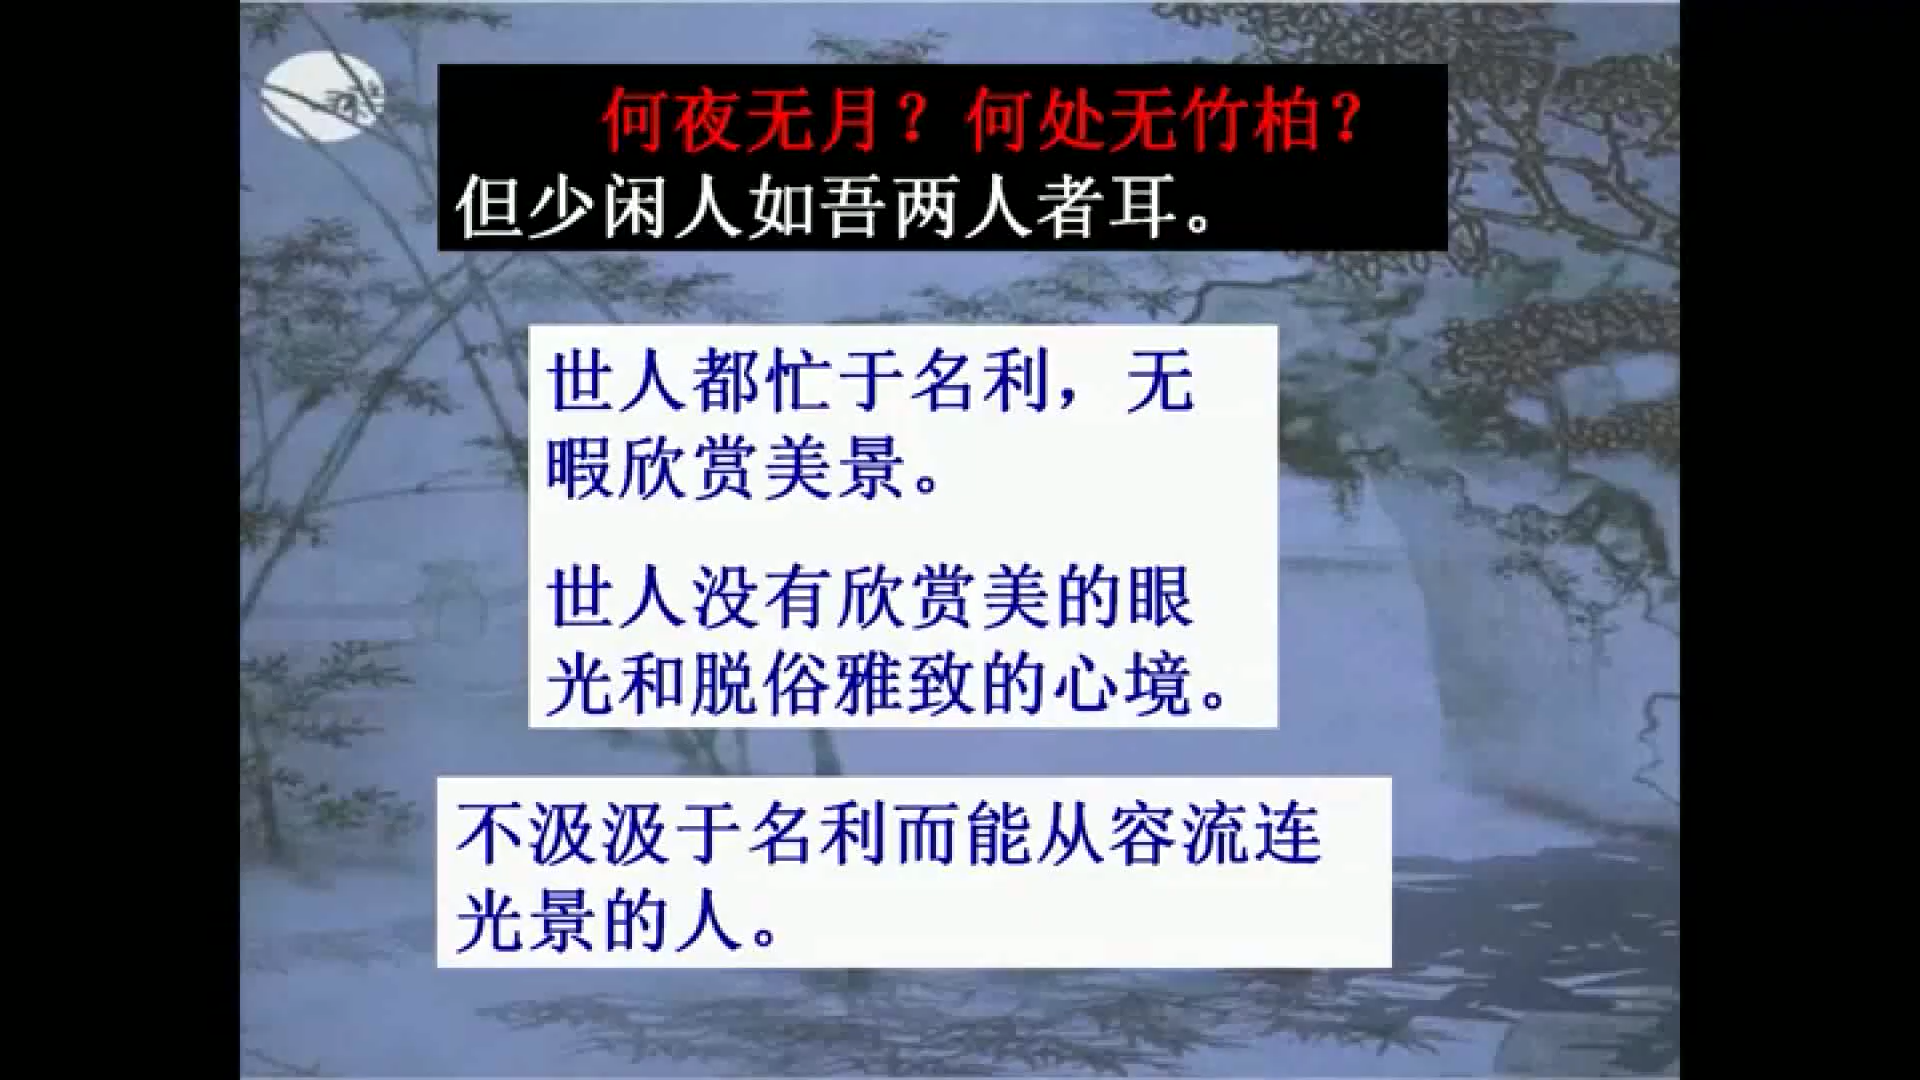 何夜无月？何处无竹柏？
但少闲人如吾两人者耳。
世人都忙于名利，无
暇欣赏美景。
世人没有欣赏美的眼
光和脱俗雅致的心境。
不汲汲于名利而能从容流连
光景的人。